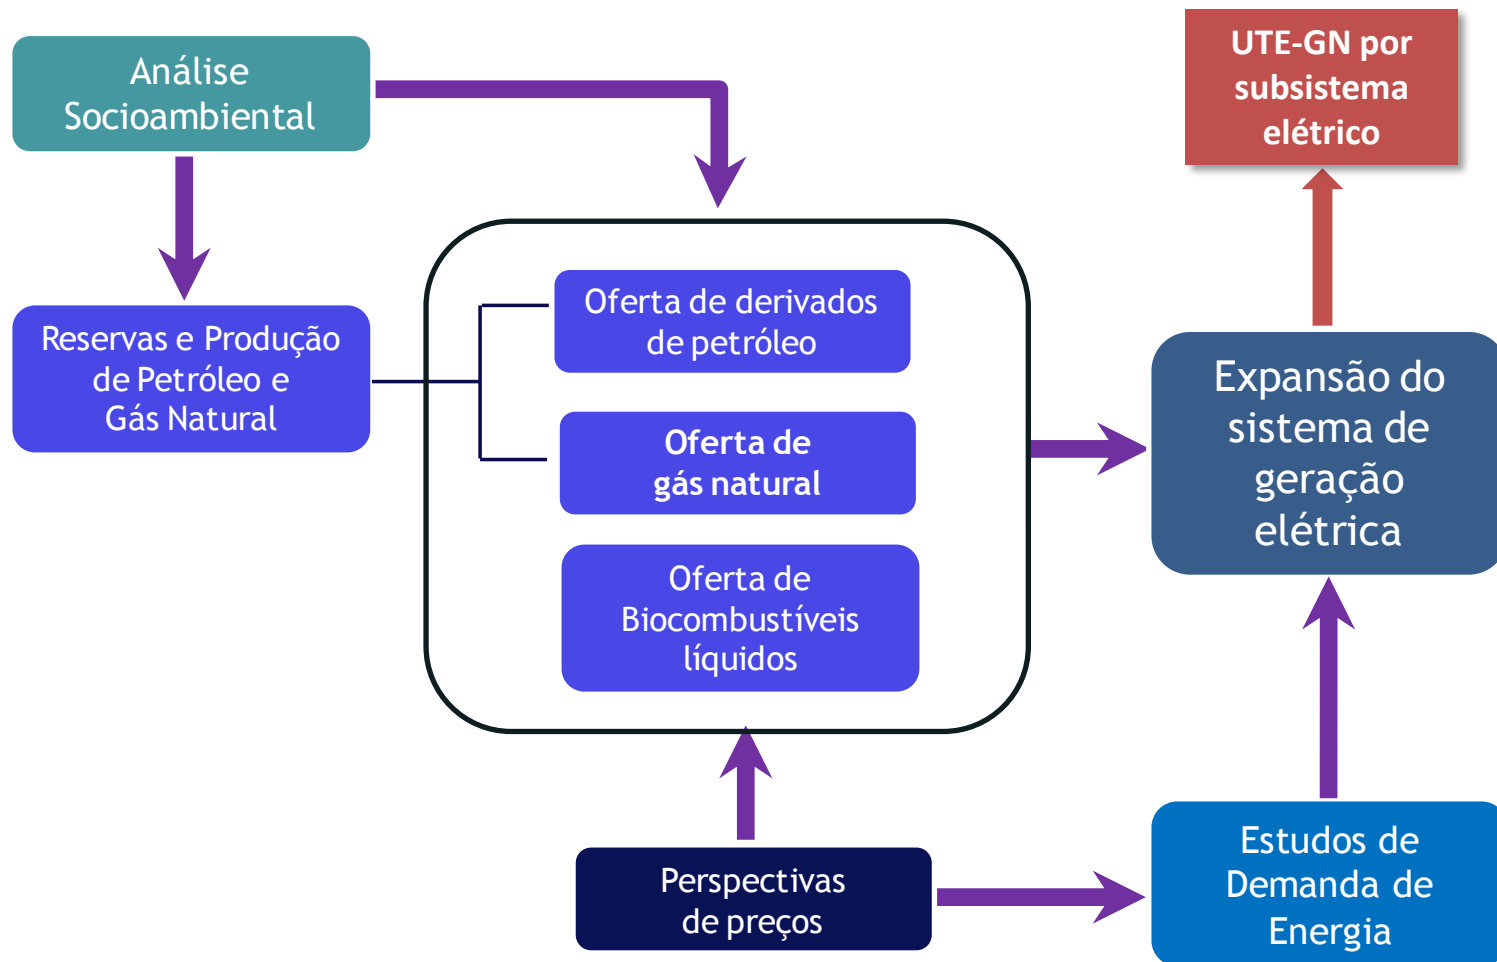 Análise
Socioambiental
UTE-GN por
subsistema
elétrico
Reservas e Produção
de Petróleo e
Gás Natural
Oferta de derivados
de petróleo
Oferta de
gás natural
Oferta de
Biocombustíveis
líquidos
Expansão do
sistema de
geração
elétrica
Perspectivas
de preços
Estudos de
Demanda de
Energia